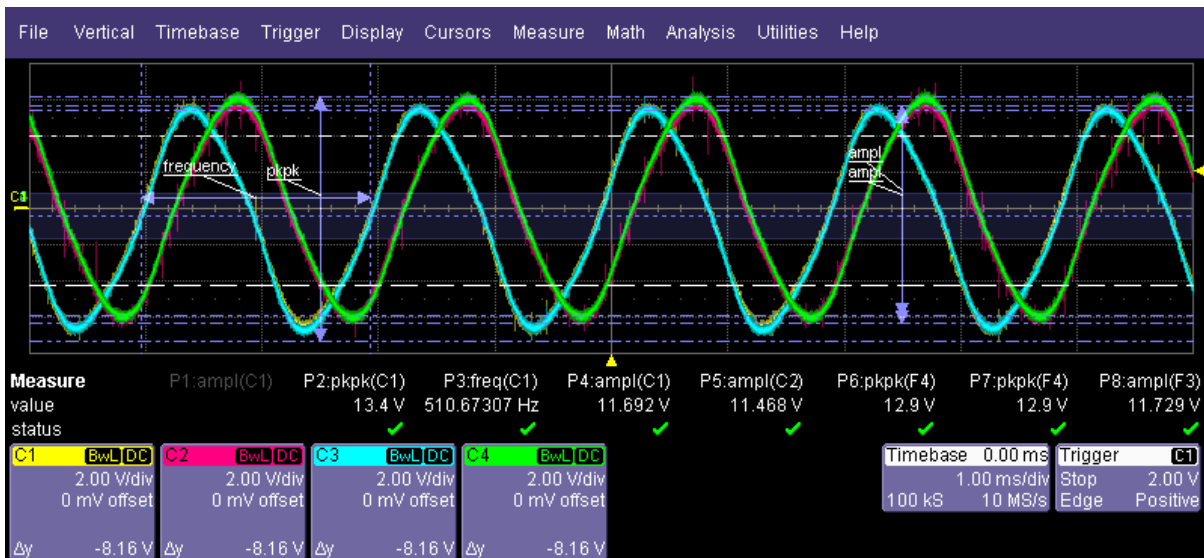 File Vertical Timebase Trigger Display Cursors Measure Math Analysis Utilities Help
frequency
pkpk
ampl
ampl
C1
Measure P1:ampl(C1) P2:pkpk(C1) P3:freq(C1) P4:ampl(C1) P5:ampl(C2) P6:pkpk(F4) P7:pkpk(F4) P8:ampl(F3)
value 13.4 V 510.67307 Hz 11.692 V 11.468 V 12.9 V 12.9 V 11.729 V
status
C1 BwL DC C2 BwL DC C3 BwL DC C4 BwL DC Timebase 0.00 ms Trigger C1
2.00 V/div 2.00 V/div 2.00 V/div 2.00 V/div 1.00 ms/div Stop 2.00 V
0 mV offset 0 mV offset 0 mV offset 0 mV offset 100 kS 10 MS/s Edge Positive
Δy -8.16 V Δy -8.16 V Δy -8.16 V Δy -8.16 V